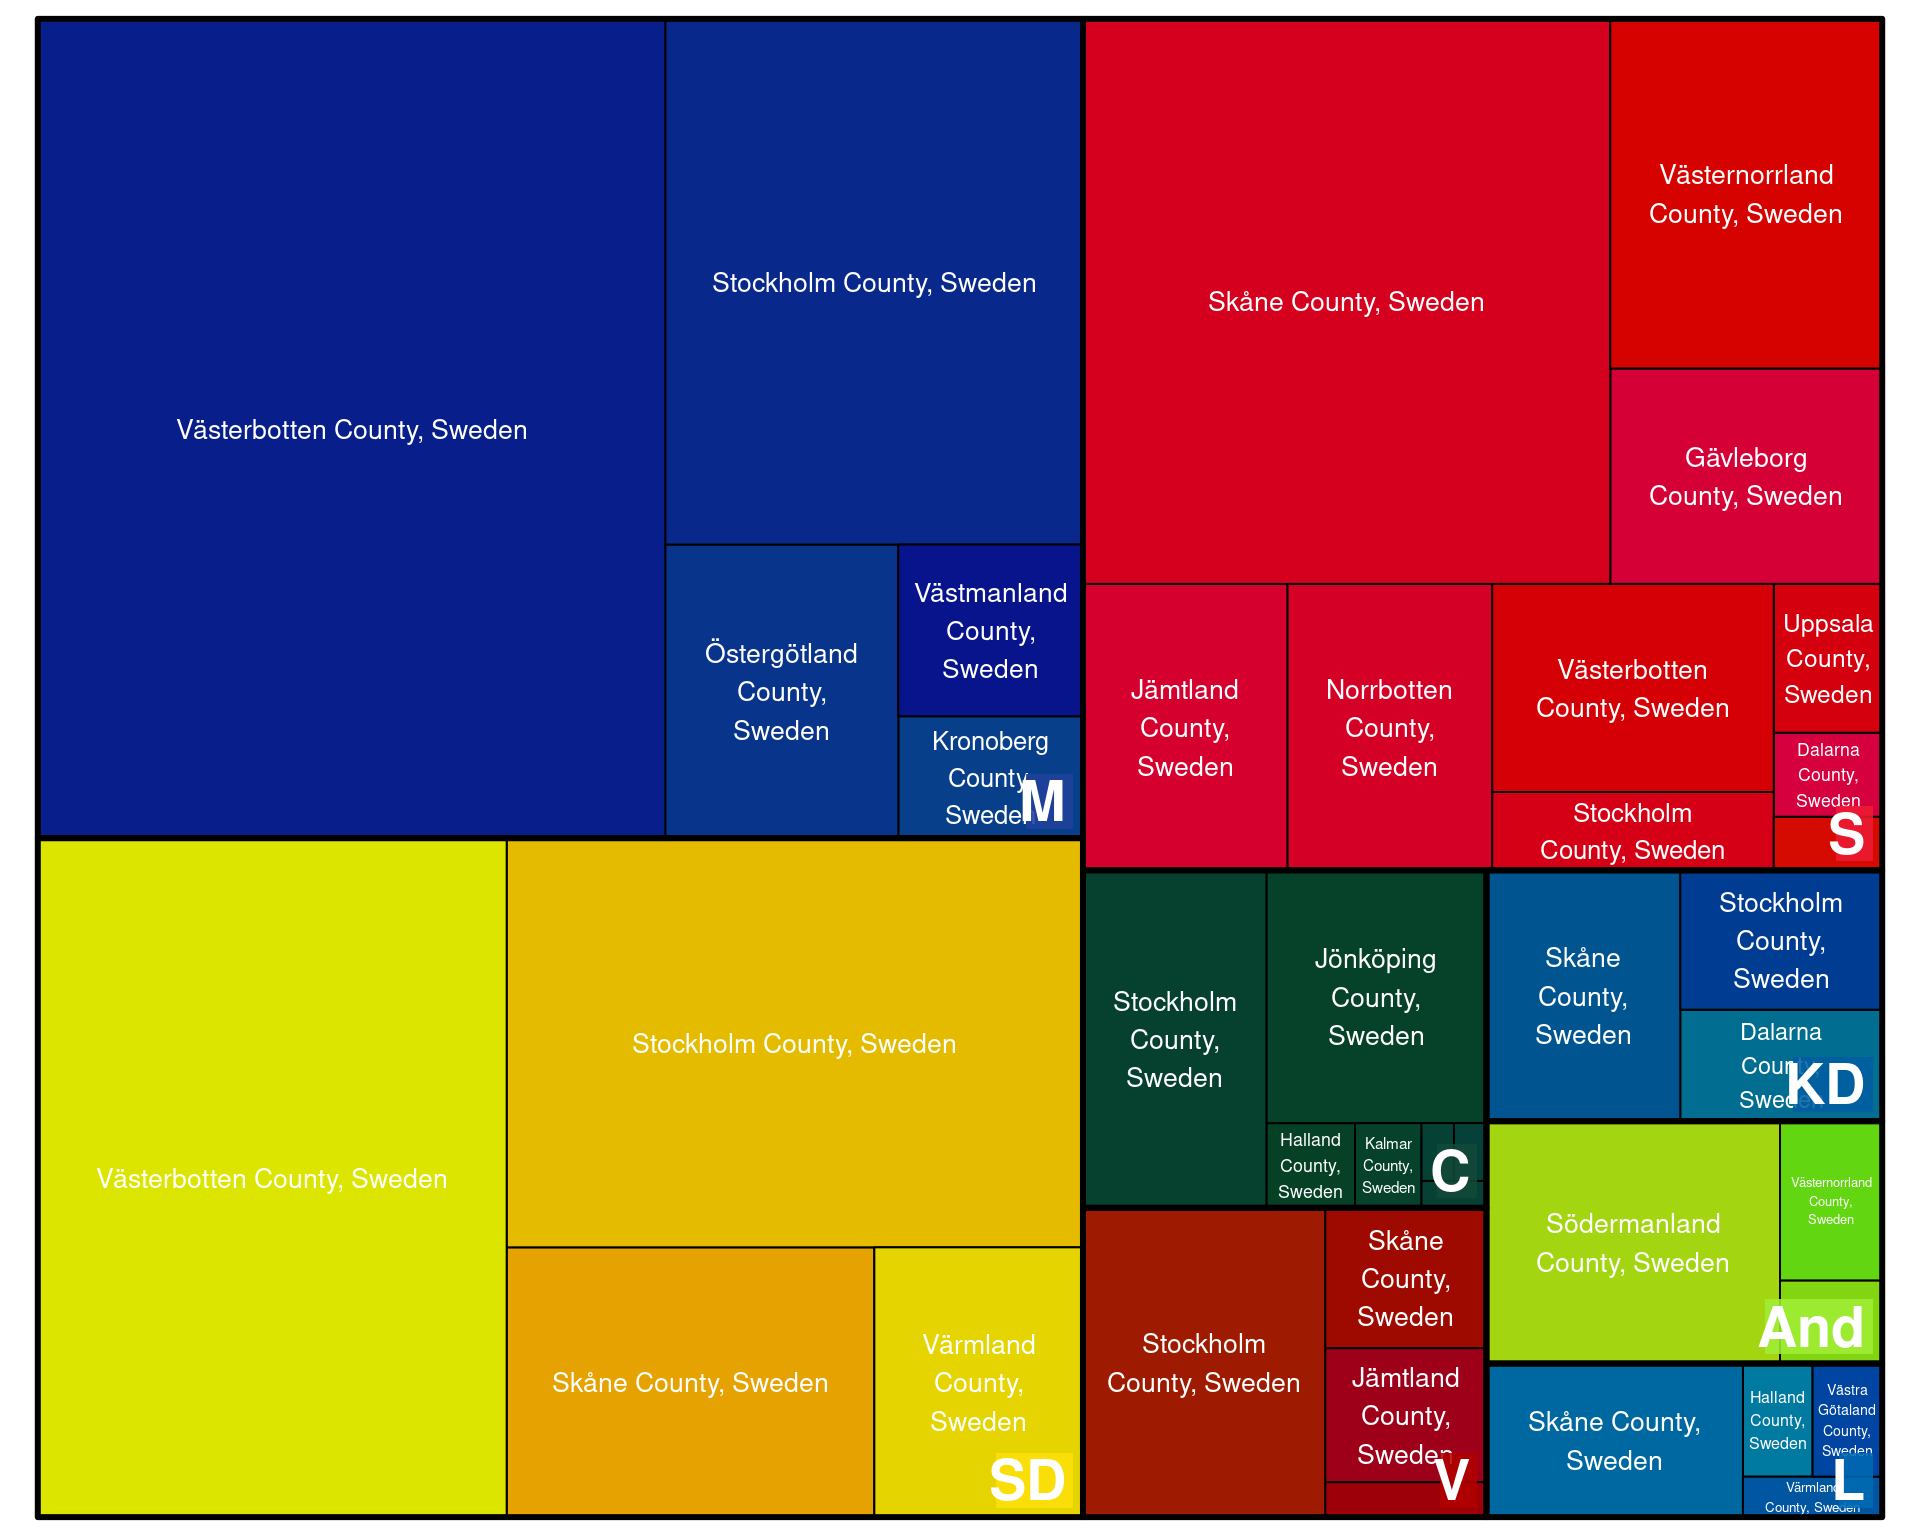 Västerbotten County, Sweden
Stockholm County, Sweden
Östergötland
County,
Sweden
Västmanland
County,
Sweden
Kronoberg
County
Sweden
M
Skåne County, Sweden
Västernorrland
County, Sweden
Gävleborg
County, Sweden
Jämtland
County,
Sweden
Norrbotten
County,
Sweden
Västerbotten
County, Sweden
Stockholm
County, Sweden
Uppsala
County,
Sweden
Dalarna
County,
Sweden
S
Västerbotten County, Sweden
Stockholm County, Sweden
Skåne County, Sweden
Värmland
County,
Sweden
SD
Stockholm
County,
Sweden
Jönköping
County,
Sweden
Halland
County,
Sweden
Kalmar
County,
Sweden
C
Skåne
County,
Sweden
Stockholm
County,
Sweden
Dalarna
County
Sweden
KD
Stockholm
County, Sweden
Skåne
County,
Sweden
Jämtland
County,
Sweden
V
Södermanland
County, Sweden
Västernorrland
County,
Sweden
And
Skåne County,
Sweden
Halland
County,
Sweden
Västra
Götaland
County,
Sweden
Värmland
County, Sweden
L